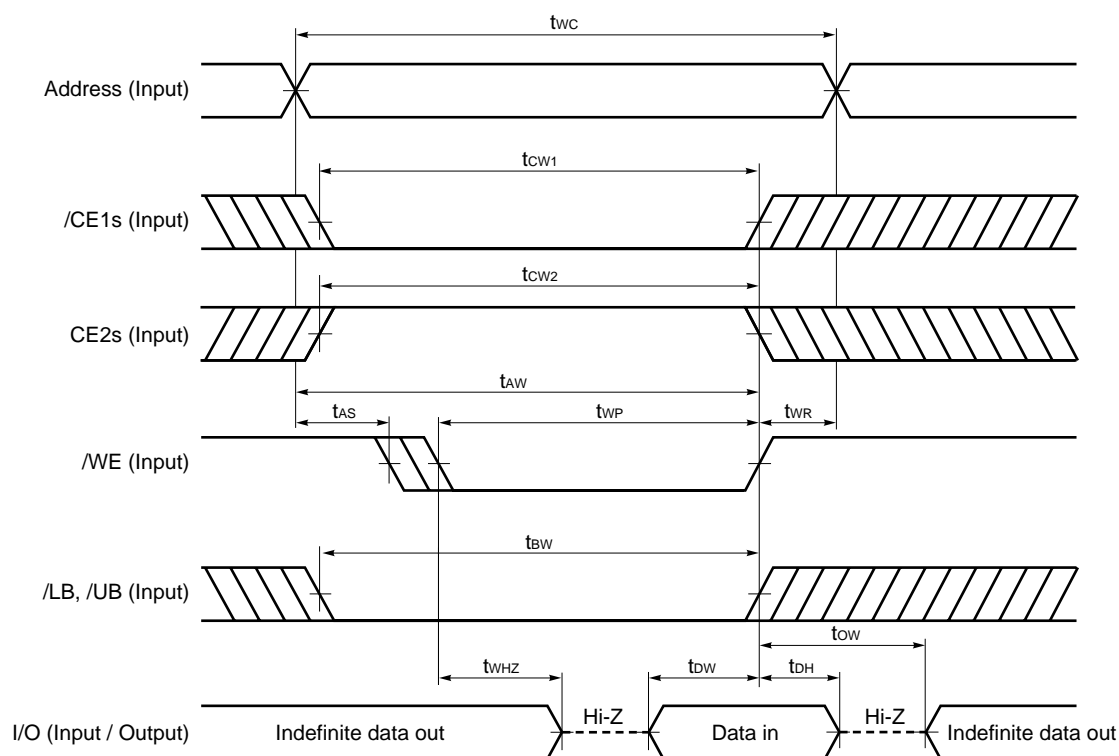 tWC
Address (Input)
tCW1
/CE1s (Input)
tCW2
CE2s (Input)
tAW
tAS tWP tWR
/WE (Input)
tBW
/LB, /UB (Input)
tOW
tWHZ tDW tDH
I/O (Input / Output) Indefinite data out Hi-Z Data in Hi-Z Indefinite data out